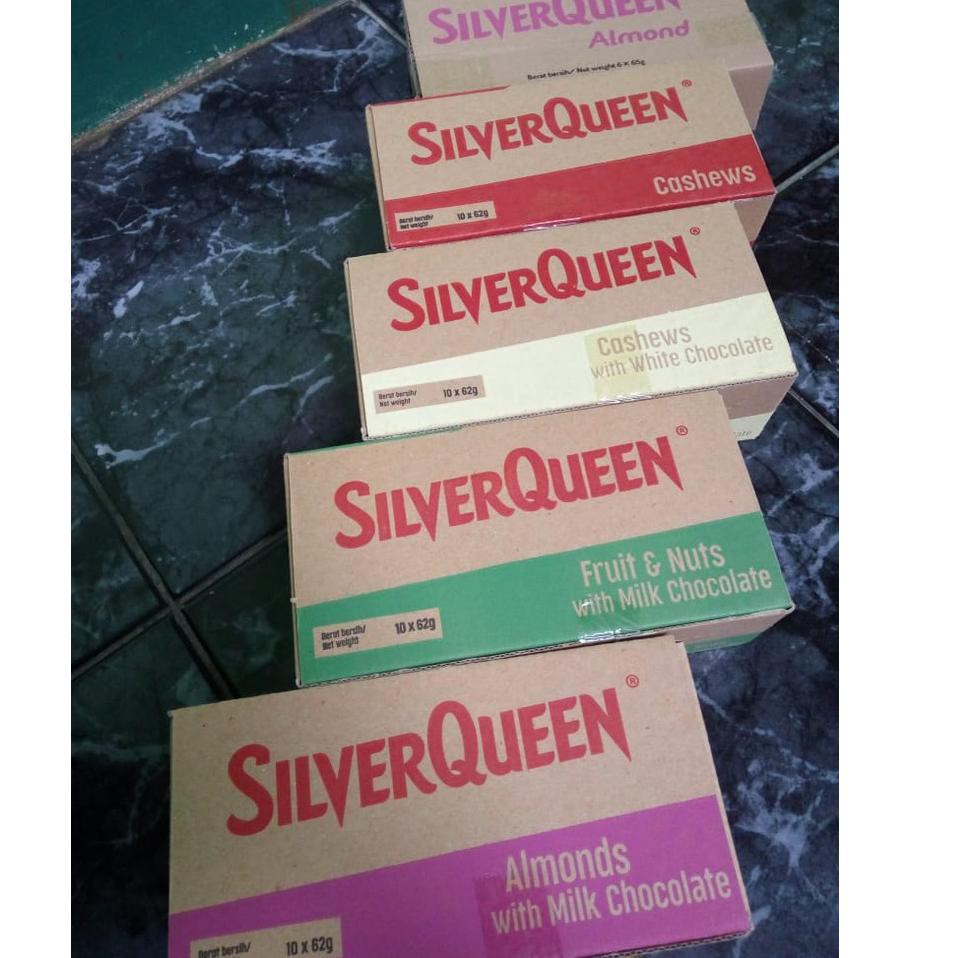 SILVERQUEEN
Almond
Berat bersih/ Net weight 6 x 65g
SILVERQUEEN®
Cashews
Berat bersih/
Net weight
10 x 62g
SILVERQUEEN®
Cashews
with White Chocolate
Berat bersih/
Net weight
10 x 62g
SILVERQUEEN®
Fruit & Nuts
with Milk Chocolate
Berat bersih/
Net weight
10 x 62g
SILVERQUEEN®
Almonds
with Milk Chocolate
Berat bersih/
10 x 62g